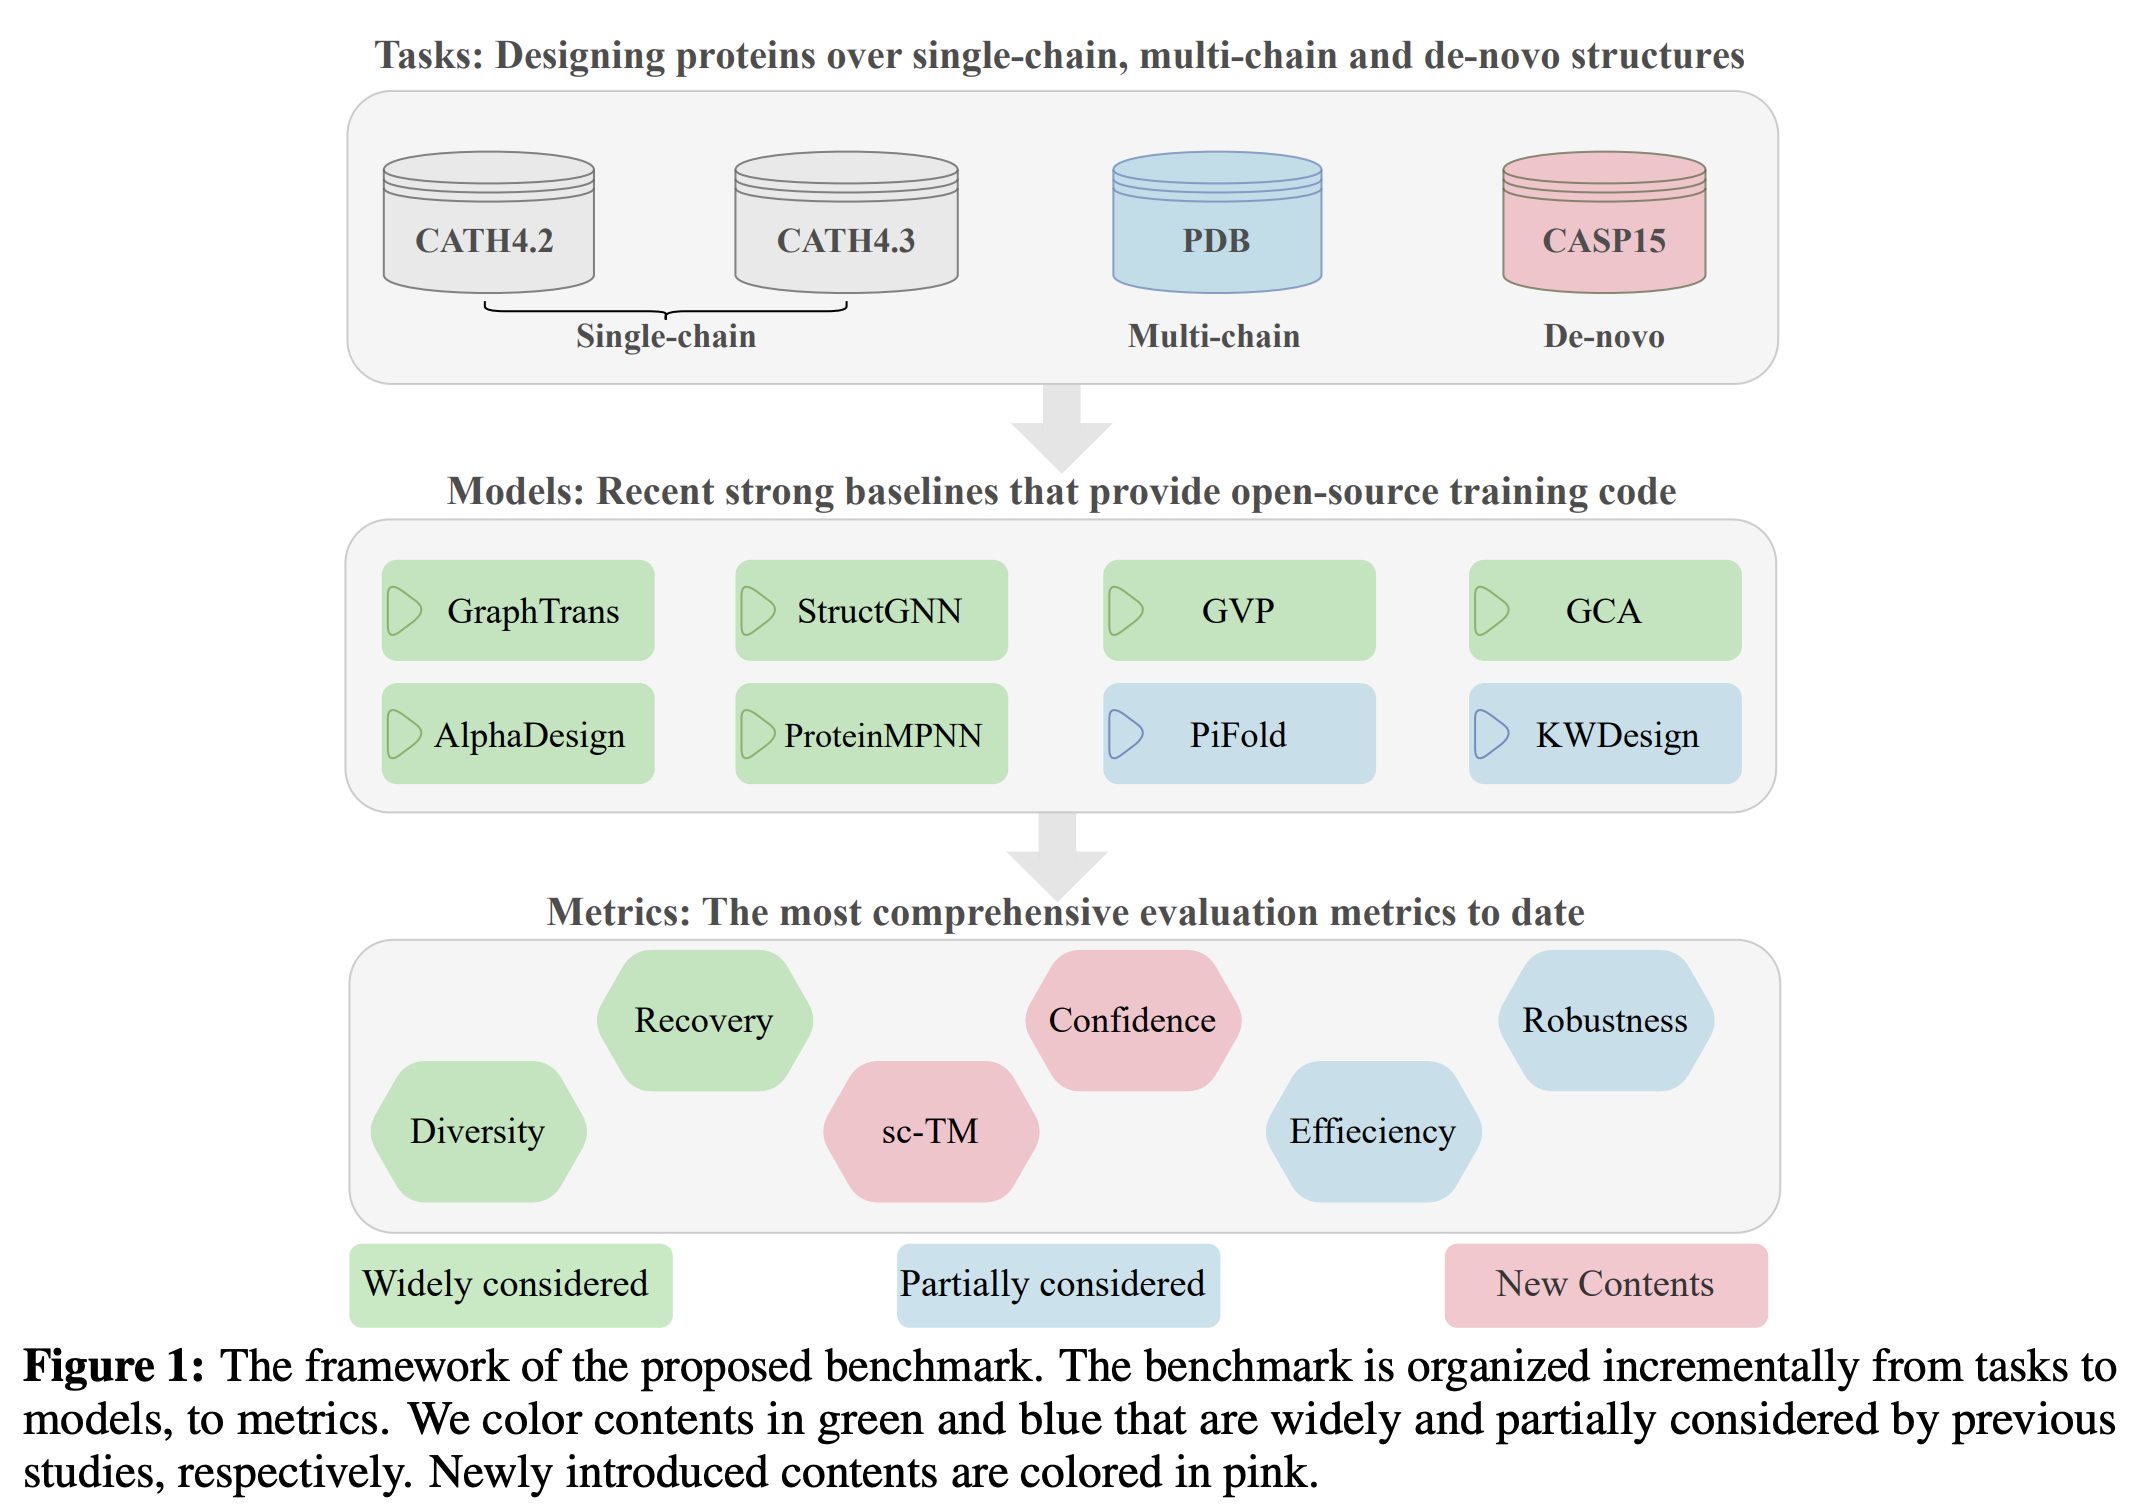 Tasks: Designing proteins over single-chain, multi-chain and de-novo structures
CATH4.2
CATH4.3
PDB
CASP15
Single-chain
Multi-chain
De-novo
Models: Recent strong baselines that provide open-source training code
GraphTrans
StructGNN
GVP
GCA
AlphaDesign
ProteinMPNN
PiFold
KWDesign
Metrics: The most comprehensive evaluation metrics to date
Recovery
Confidence
Robustness
Diversity
sc-TM
Effieciency
Widely considered
Partially considered
New Contents
Figure 1: The framework of the proposed benchmark. The benchmark is organized incrementally from tasks to
models, to metrics. We color contents in green and blue that are widely and partially considered by previous
studies, respectively. Newly introduced contents are colored in pink.